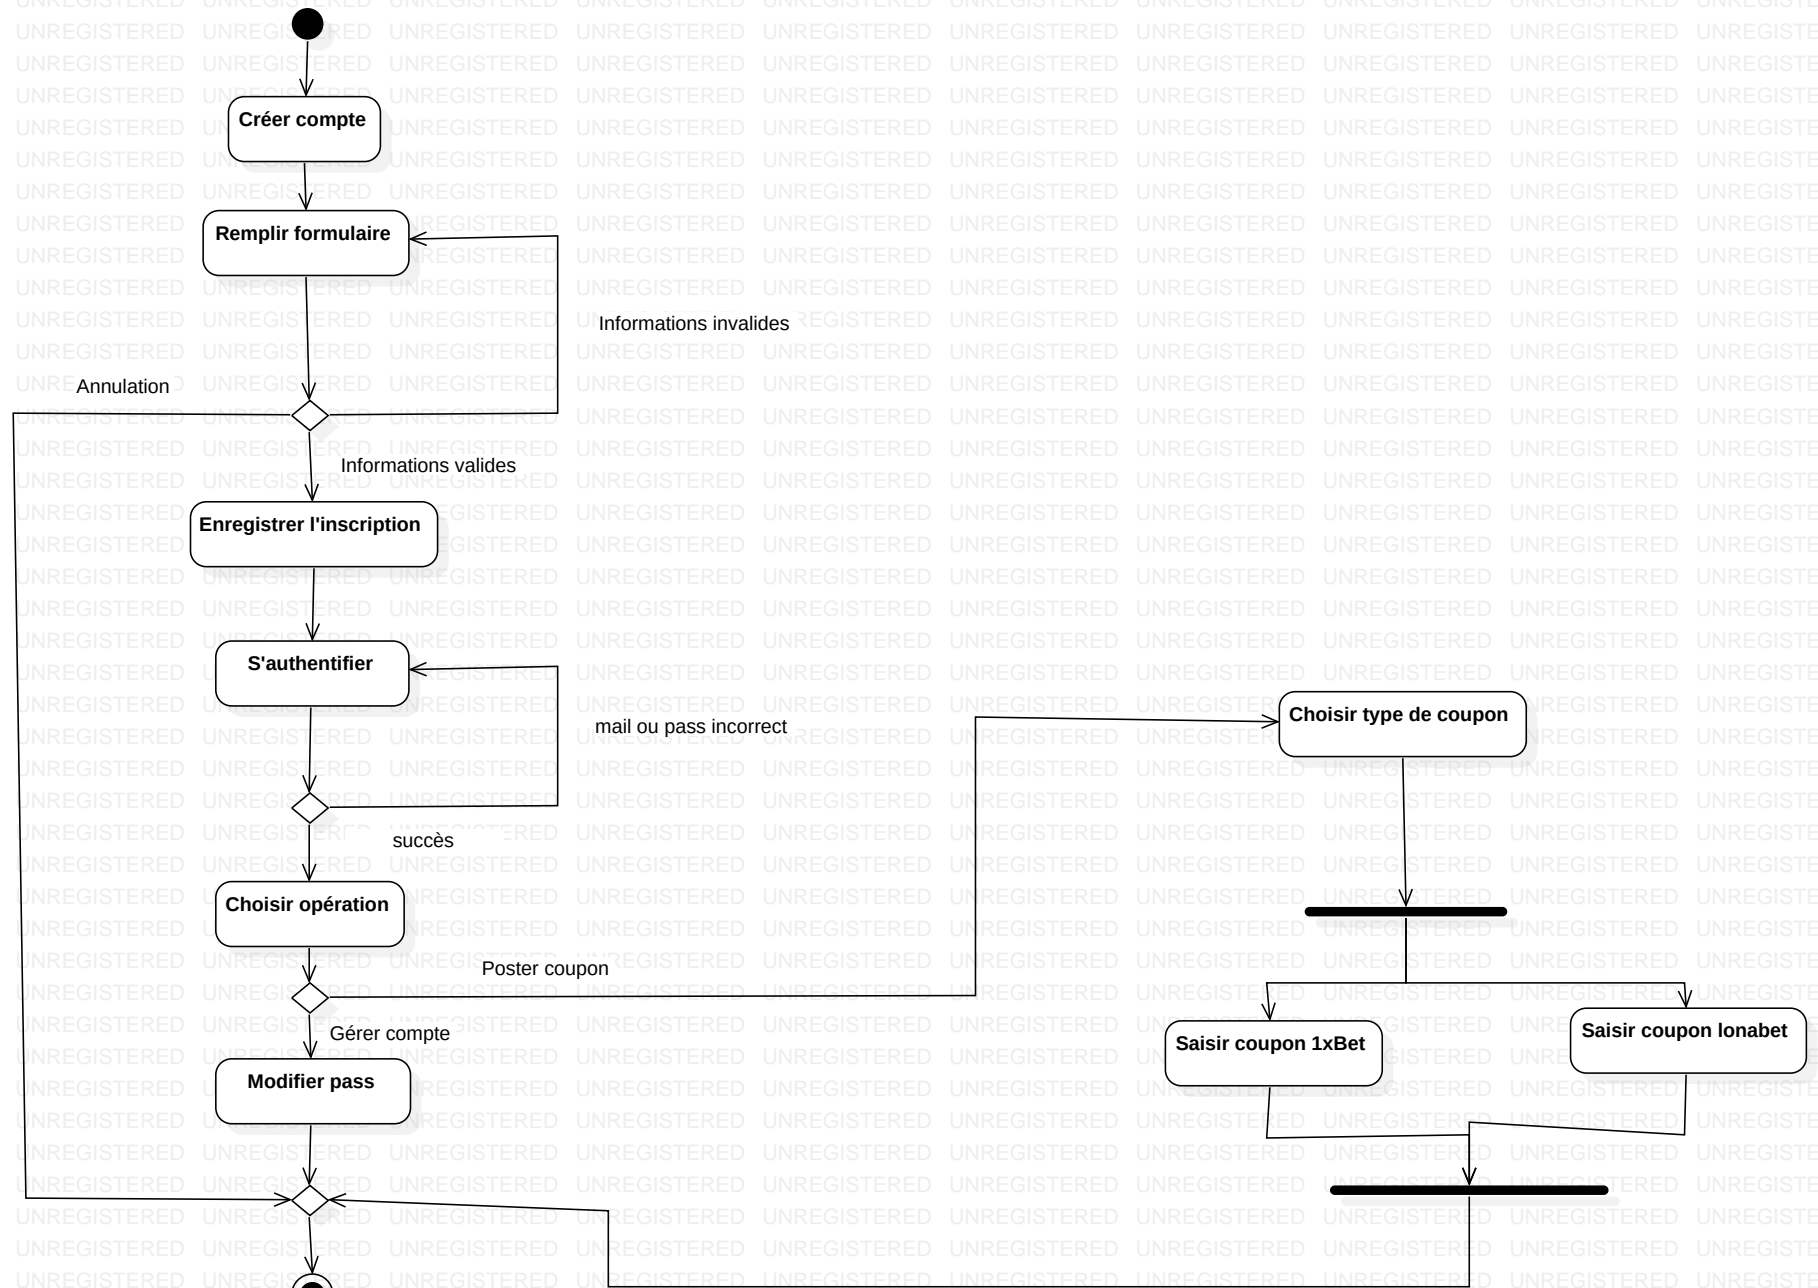 Créer compte
Remplir formulaire
Informations invalides
Annulation
Informations valides
Enregistrer l'inscription
S'authentifier
Choisir type de coupon
mail ou pass incorrect
succès
Choisir opération
Poster coupon
Gérer compte
Saisir coupon 1xBet
Saisir coupon lonabet
Modifier pass
UNREGISTERED